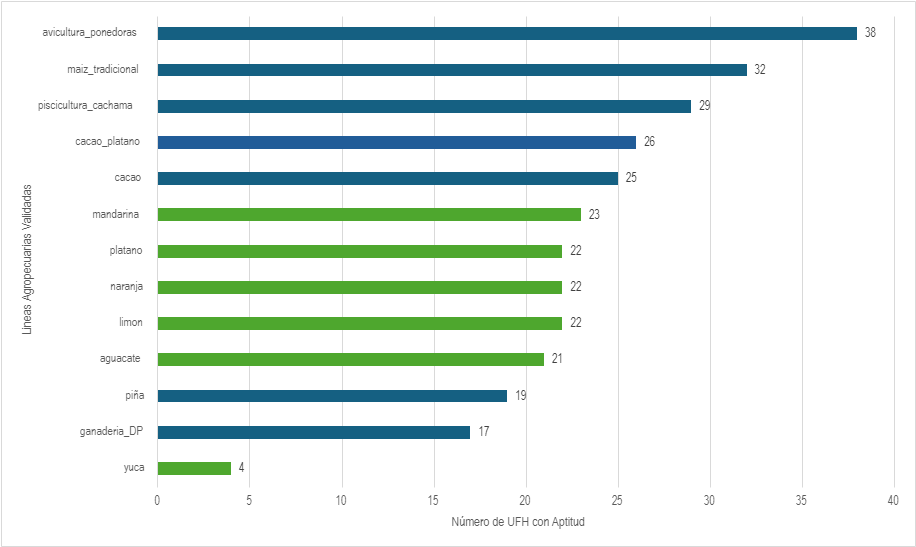 avicultura_ponedoras 38
maiz_tradicional 32
piscicultura_cachama 29
cacao_platano 26
cacao 25
mandarina 23
platano 22
naranja 22
limon 22
aguacate 21
piña 19
ganaderia_DP 17
yuca 4
Líneas Agropecuarias Validadas
0 5 10 15 20 25 30 35 40
Número de UFH con Aptitud